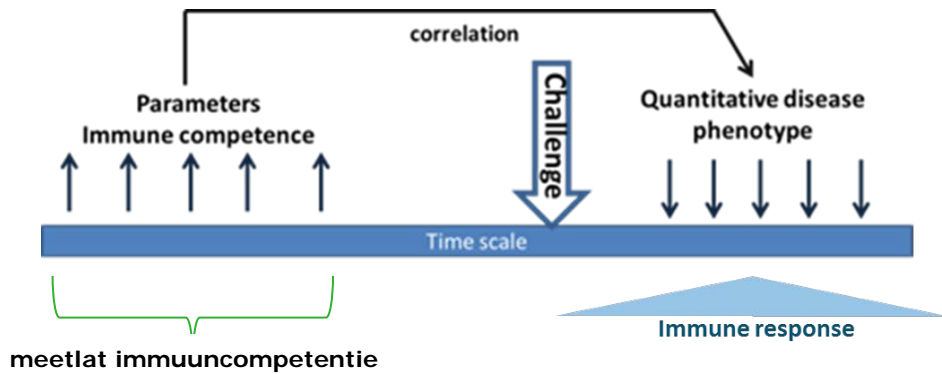 correlation
Parameters
Immune competence
Challenge
Quantitative disease
phenotype
Time scale
Immune response
meetlat immuuncompetentie